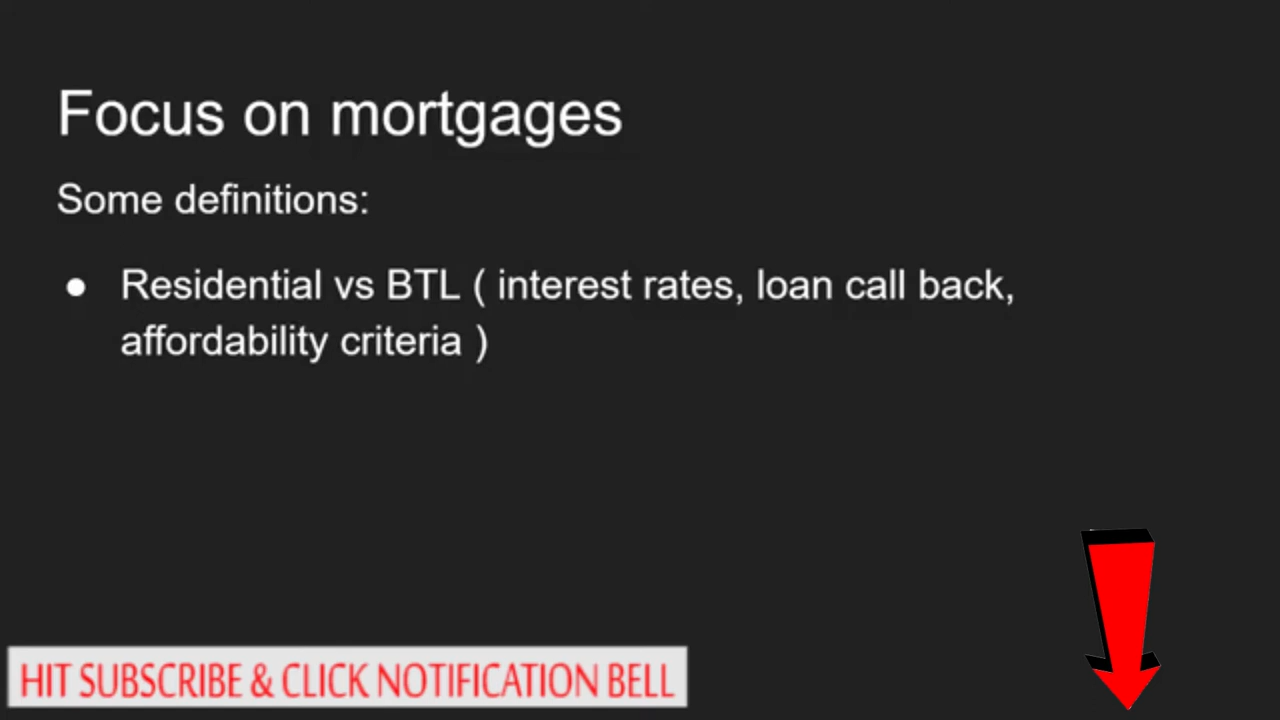 Focus on mortgages
Some definitions:
● Residential vs BTL ( interest rates, loan call back,
affordability criteria )
HIT SUBSCRIBE & CLICK NOTIFICATION BELL